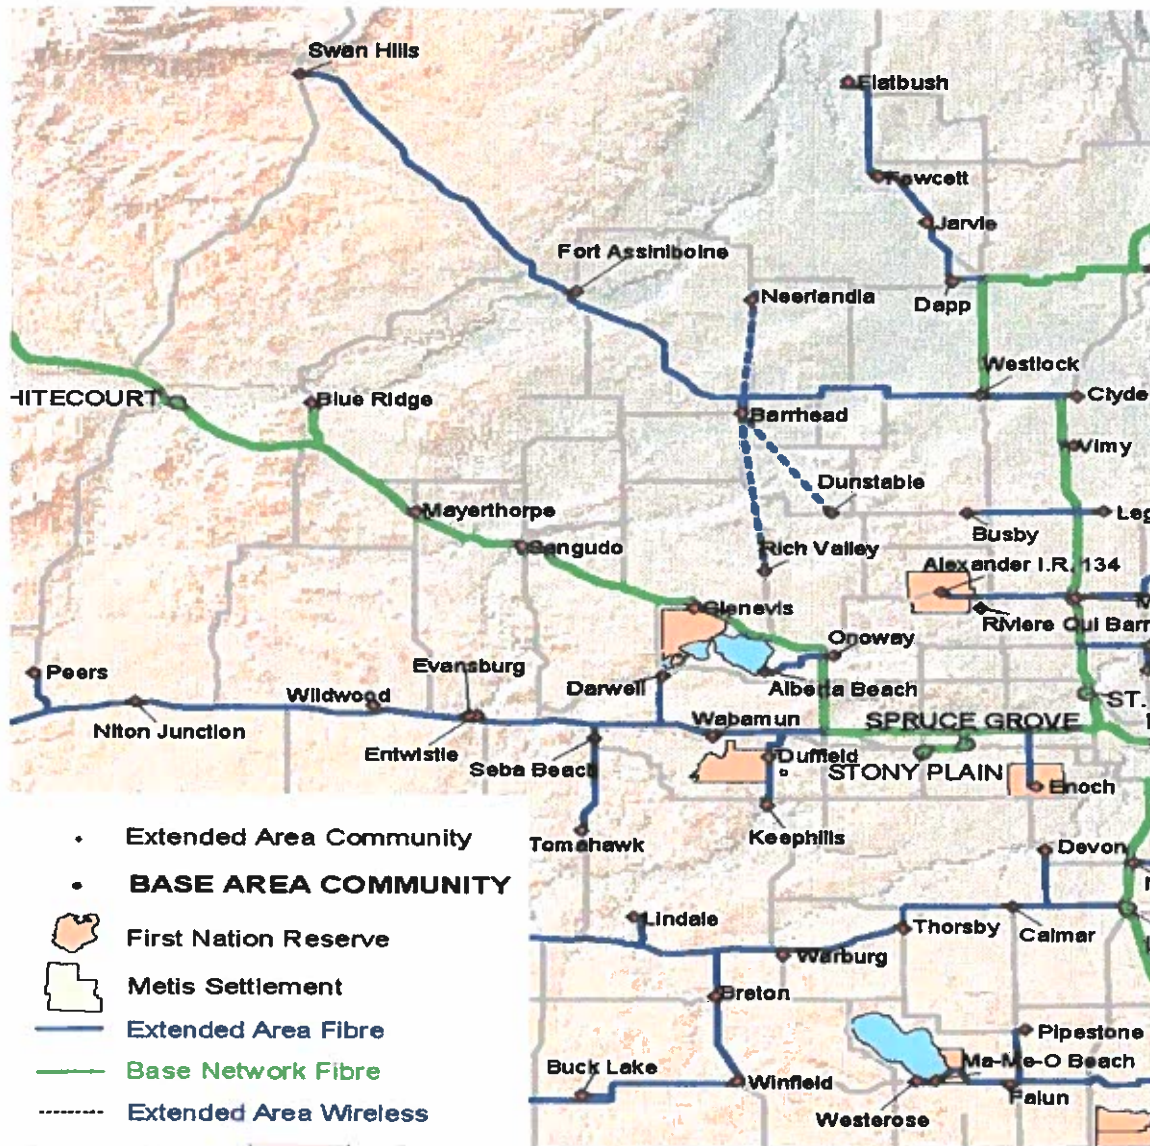 Swan Hills
Flatbush
Fawcett
Jarvie
Fort Assiniboine
Neerlandia
Dapp
Westlock
HITECOURT
Blue Ridge
Barrhead
Clyde
Vimy
Dunstable
Mayerthorpe
Busby
Leg
Sangudo
Rich Valley
Alexander I.R. 134
Glenevis
M
Riviere Qui Barr
Onoway
Peers
Evansburg
Darwell
Alberta Beach
Wildwood
ST.
Niton Junction
Wabamun
SPRUCE GROVE
Entwistle
Seba Beach
Duffield
STONY PLAIN
Enoch
Keephills
Tomahawk
Devon
Extended Area Community
BASE AREA COMMUNITY
First Nation Reserve
Metis Settlement
Extended Area Fibre
Base Network Fibre
Extended Area Wireless
Lindale
Thorsby
Calmar
Warburg
Breton
Pipestone
Buck Lake
Winfield
Ma-Me-O Beach
Westerose
Falun